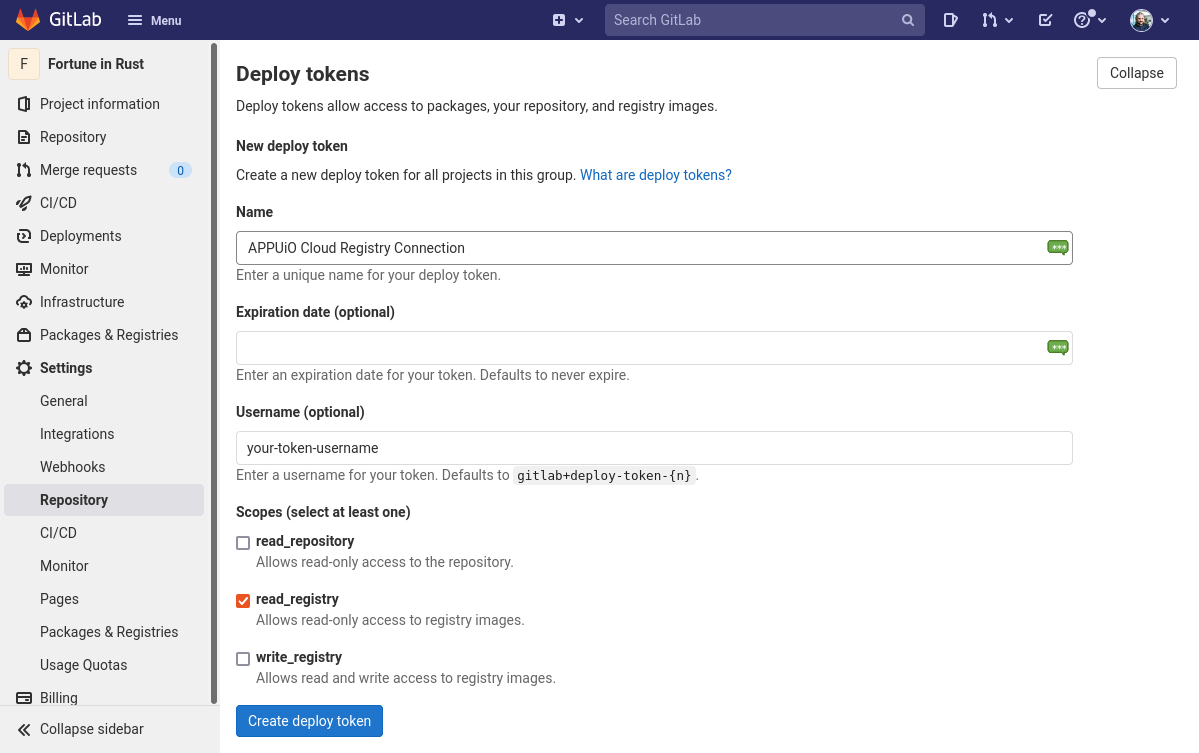 GitLab
Menu
Search GitLab
F
Fortune in Rust
Project information
Repository
Merge requests 0
CI/CD
Deployments
Monitor
Infrastructure
Packages & Registries
Settings
General
Integrations
Webhooks
Repository
CI/CD
Monitor
Pages
Packages & Registries
Usage Quotas
Billing
Collapse sidebar
Deploy tokens
Collapse
Deploy tokens allow access to packages, your repository, and registry images.
New deploy token
Create a new deploy token for all projects in this group. What are deploy tokens?
Name
APPUiO Cloud Registry Connection
Enter a unique name for your deploy token.
Expiration date (optional)
Enter an expiration date for your token. Defaults to never expire.
Username (optional)
your-token-username
Enter a username for your token. Defaults to gitlab+deploy-token-{n}.
Scopes (select at least one)
read_repository
Allows read-only access to the repository.
read_registry
Allows read-only access to registry images.
write_registry
Allows read and write access to registry images.
Create deploy token